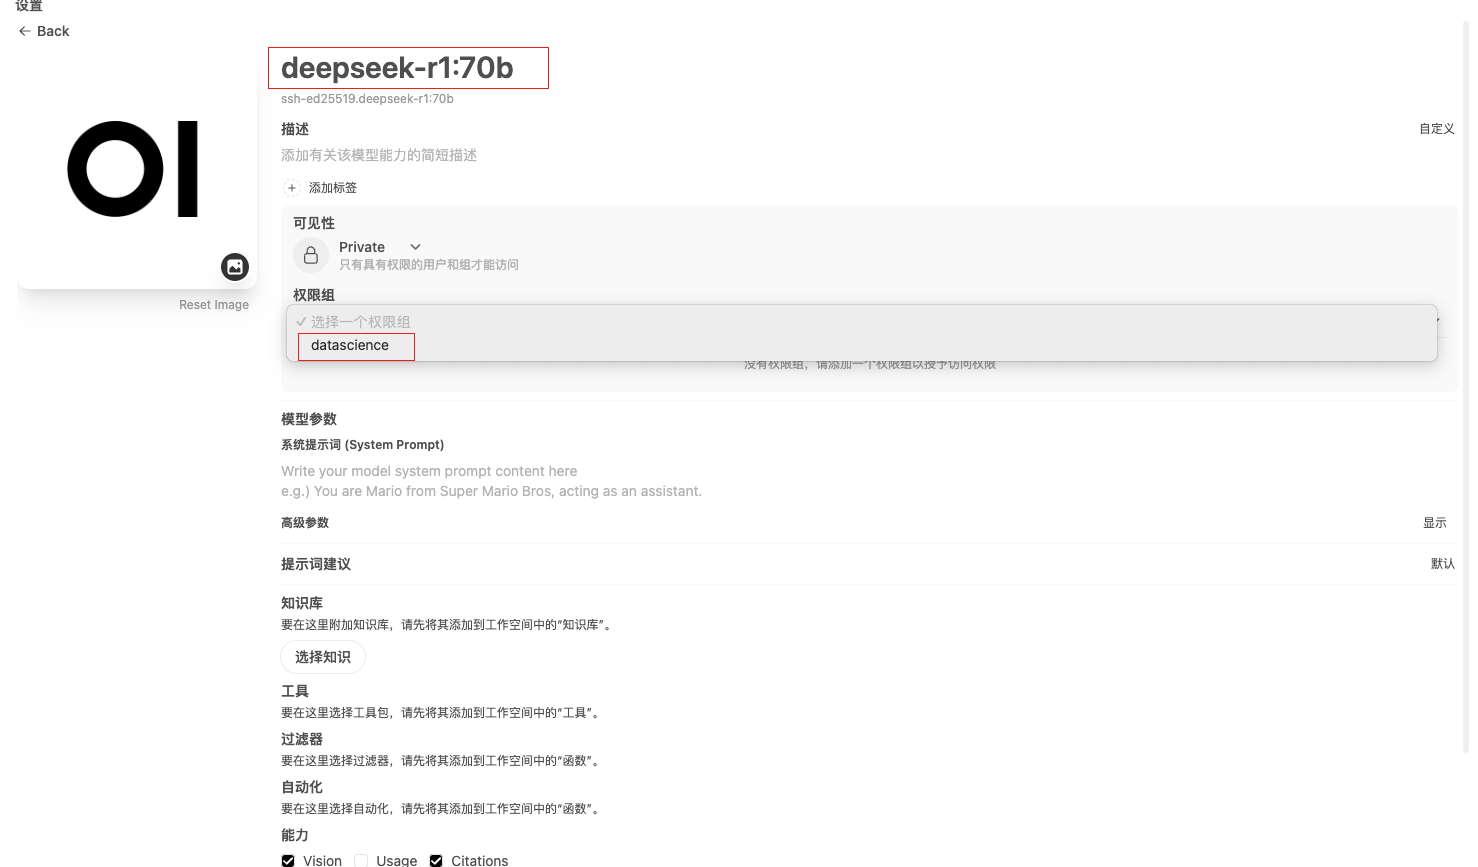 设置
← Back
deepseek-r1:70b
ssh-ed25519.deepseek-r1:70b
OI
Reset Image
描述
自定义
添加有关该模型能力的简短描述
+ 添加标签
可见性
Private
只有具有权限的用户和组才能访问
权限组
选择一个权限组
datascience
没有权限组，请添加一个权限组以授予访问权限
模型参数
系统提示词 (System Prompt)
Write your model system prompt content here
e.g.) You are Mario from Super Mario Bros, acting as an assistant.
高级参数
显示
提示词建议
默认
知识库
要在这里附加知识库，请先将其添加到工作空间中的“知识库”。
选择知识
工具
要在这里选择工具包，请先将其添加到工作空间中的“工具”。
过滤器
要在这里选择过滤器，请先将其添加到工作空间中的“函数”。
自动化
要在这里选择自动化，请先将其添加到工作空间中的“函数”。
能力
Vision Usage Citations